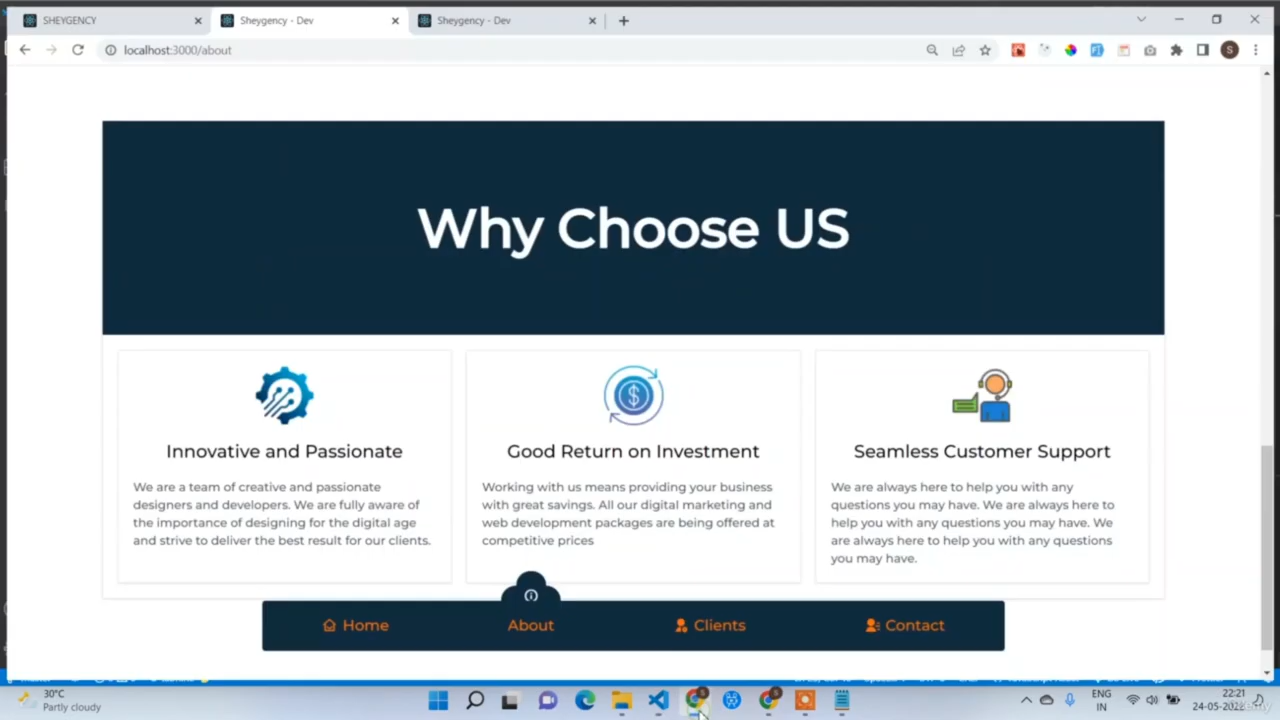 SHEYGENCY
Sheygency - Dev
Sheygency - Dev
localhost:3000/about
S
Why Choose US
Innovative and Passionate
We are a team of creative and passionate
designers and developers. We are fully aware of
the importance of designing for the digital age
and strive to deliver the best result for our clients.
Good Return on Investment
Working with us means providing your business
with great savings. All our digital marketing and
web development packages are being offered at
competitive prices
Seamless Customer Support
We are always here to help you with any
questions you may have. We are always here to
help you with any questions you may have. We
are always here to help you with any questions
you may have.
Home
About
Clients
Contact
30°C
Partly cloudy
ENG
IN
22:21
24-05-2022